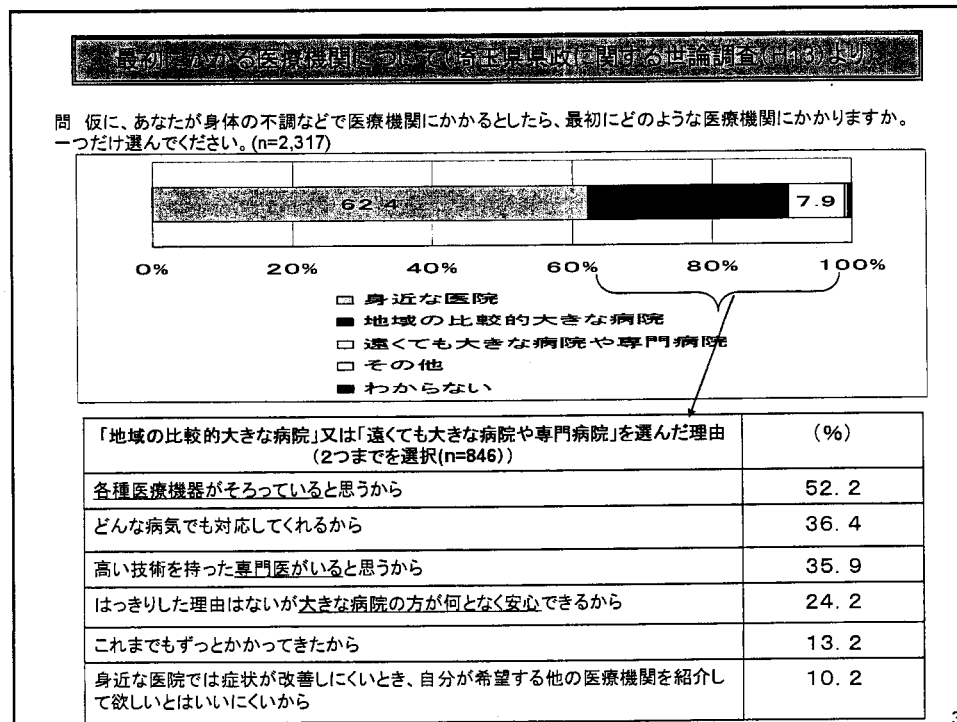 最初にかかる医療機関について(埼玉県県政に関する世論調査(H13)より)
問 仮に、あなたが身体の不調などで医療機関にかかるとしたら、最初にどのような医療機関にかかりますか。
一つだけ選んでください。(n=2,317)
62.4
7.9
0% 20% 40% 60% 80% 100%
身近な医院
地域の比較的大きな病院
遠くても大きな病院や専門病院
その他
わからない
「地域の比較的大きな病院」又は「遠くても大きな病院や専門病院」を選んだ理由 (%)
(2つまでを選択(n=846))
各種医療機器がそろっていると思うから 52.2
どんな病気でも対応してくれるから 36.4
高い技術を持った専門医がいると思うから 35.9
はっきりした理由はないが大きな病院の方が何となく安心できるから 24.2
これまでもずっとかかってきたから 13.2
身近な医院では症状が改善しにくいとき、自分が希望する他の医療機関を紹介し 10.2
て欲しいとはいいにくいから